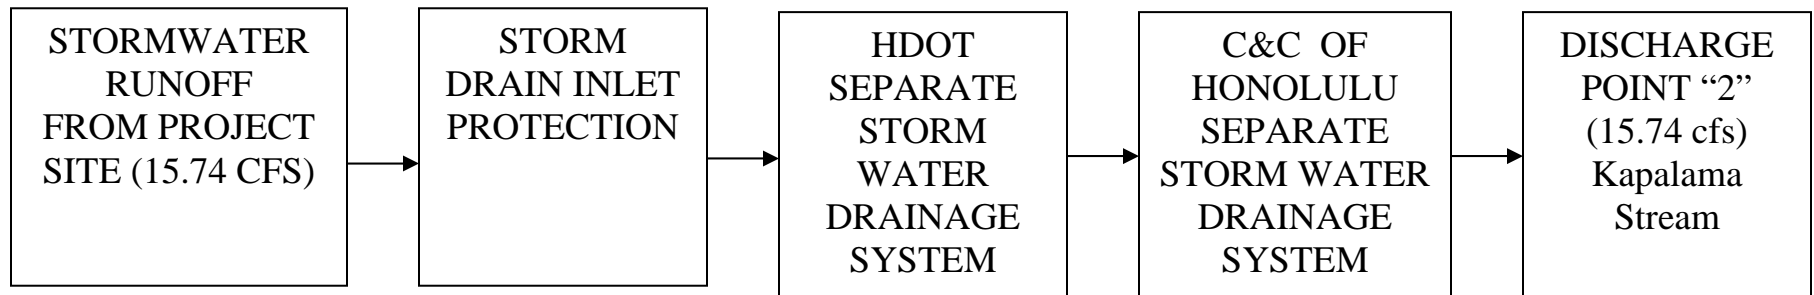 STORMWATER
RUNOFF
FROM PROJECT
SITE (15.74 CFS)
STORM
DRAIN INLET
PROTECTION
HDOT
SEPARATE
STORM
WATER
DRAINAGE
SYSTEM
C&C OF
HONOLULU
SEPARATE
STORM WATER
DRAINAGE
SYSTEM
DISCHARGE
POINT “2”
(15.74 cfs)
Kapalama
Stream